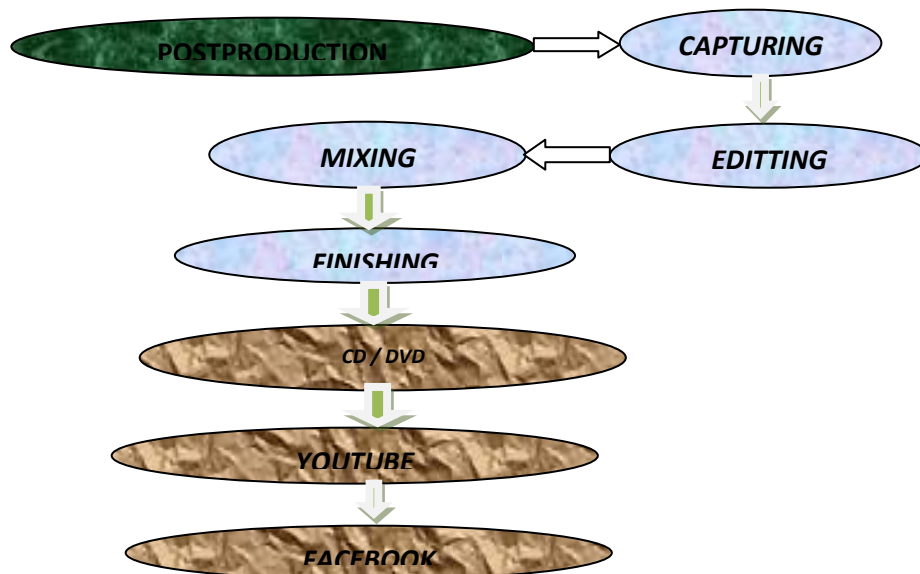 POSTPRODUCTION
CAPTURING
EDITTING
MIXING
FINISHING
CD / DVD
YOUTUBE
FACEBOOK